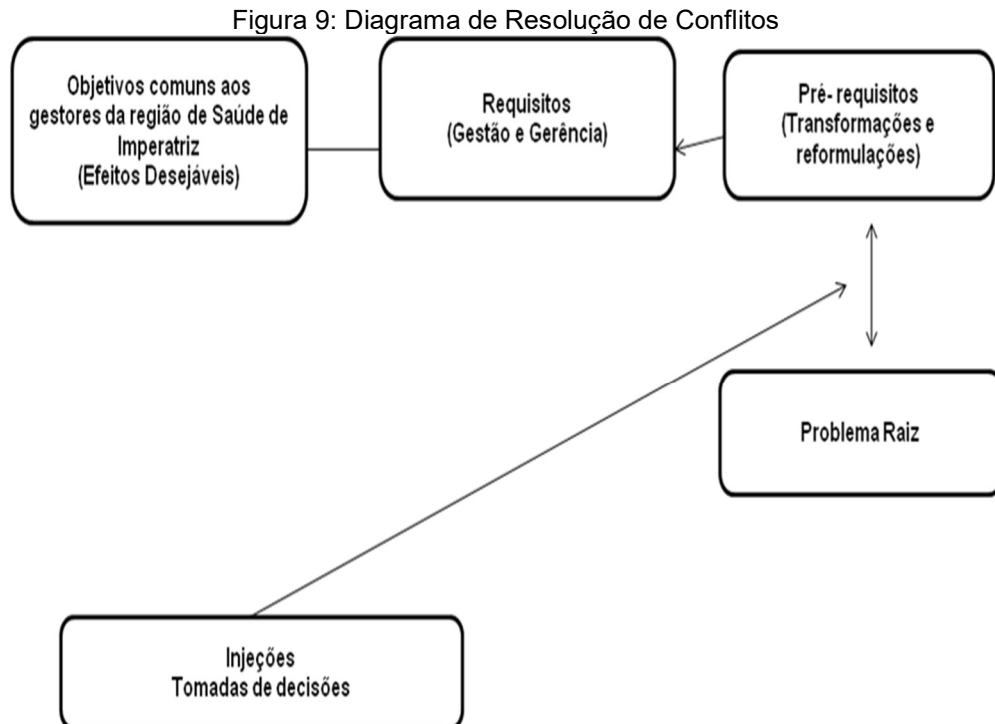 Figura 9: Diagrama de Resolução de Conflitos
Objetivos comuns aos
gestores da região de Saúde de
Imperatriz
(Efeitos Desejáveis)
Requisitos
(Gestão e Gerência)
Pré- requisitos
(Transformações e
reformulações)
Problema Raiz
Injeções
Tomadas de decisões